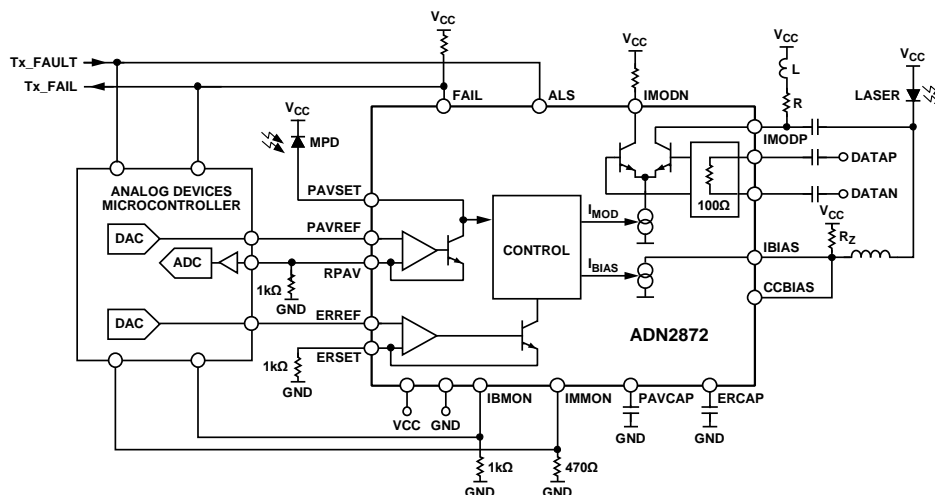 VCC
VCC
VCC
VCC
Tx_FAULT
Tx_FAIL
FAIL
ALS
IMODN
L
R
LASER
VCC
MPD
IMODP
DATAP
DATAN
100Ω
ANALOG DEVICES
MICROCONTROLLER
PAVSET
DAC
PAVREF
ADC
RPAV
1kΩ
GND
CONTROL
IMOD
IBIAS
VCC
RZ
IBIAS
CCBIAS
DAC
ERREF
ERSET
1kΩ
GND
ADN2872
VCC
GND
IBMON
IMMON
PAVCAP
ERCAP
GND
GND
1kΩ
470Ω
GND
GND